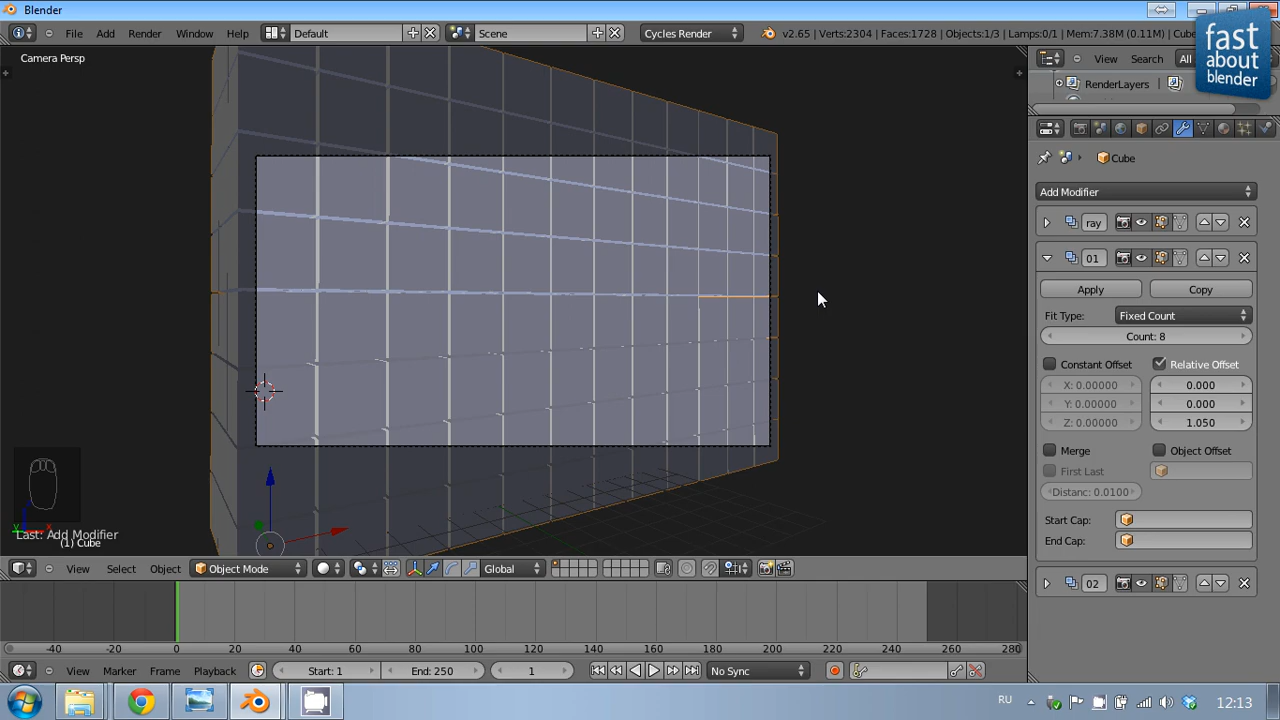 Blender
File Add Render Window Help Default Scene Cycles Render v2.65 | Verts:2304 | Faces:1728 | Objects:1/3 | Lamps:0/1 | Mem:7.38M (0.11M) | Cube
fast
about
blender
Camera Persp
View Search All
RenderLayers
Cube
Add Modifier
ray
01
Apply Copy
Fit Type: Fixed Count
Count: 8
Constant Offset Relative Offset
X: 0.00000 0.000
Y: 0.00000 0.000
Z: 0.00000 1.050
Merge Object Offset
First Last
Distanc: 0.0100
Start Cap:
End Cap:
02
Last: Add Modifier
(1) Cube
View Select Object Object Mode Global
-40 -20 0 20 40 60 80 100 120 140 160 180 200 220 240 260 280
View Marker Frame Playback Start: 1 End: 250 1 No Sync
RU 12:13